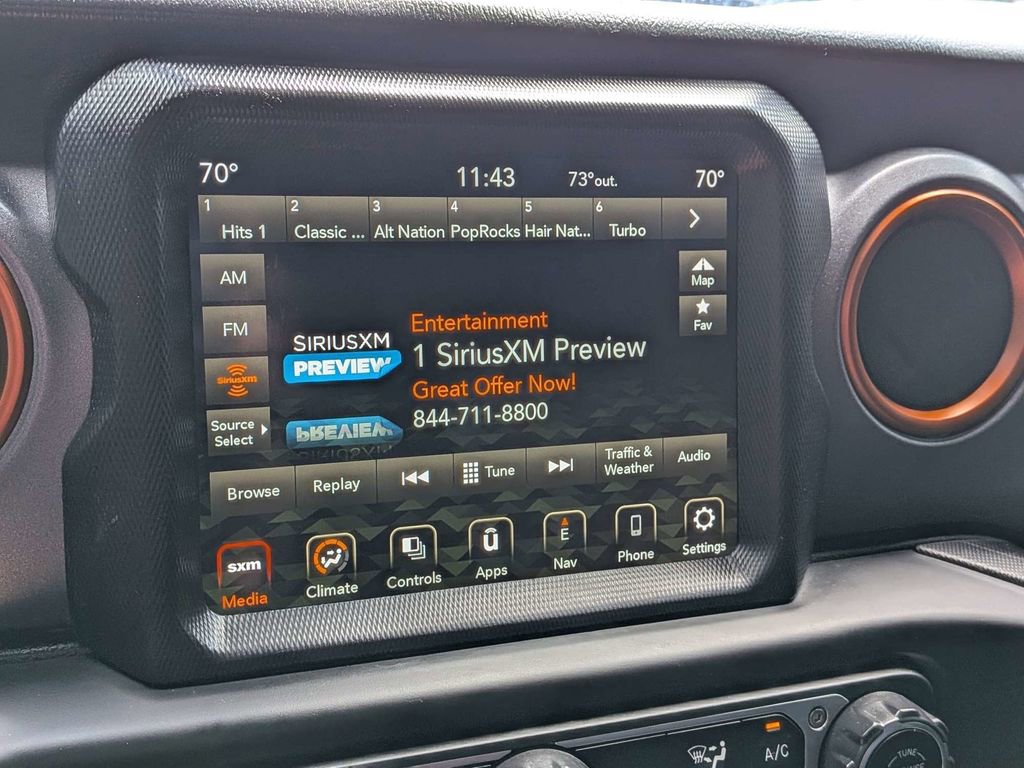 70° 11:43 73°out. 70°
1 2 3 4 5 6
Hits 1 Classic ... Alt Nation PopRocks Hair Nat... Turbo
AM
Map
FM
Fav
SIRIUSXM
PREVIEW
Entertainment
1 SiriusXM Preview
Great Offer Now!
844-711-8800
SiriusXM
Source
Select
Browse Replay Tune Traffic &
Weather Audio
sxm
Media Climate Controls Apps Nav Phone Settings
û
E
A/C
TUNE